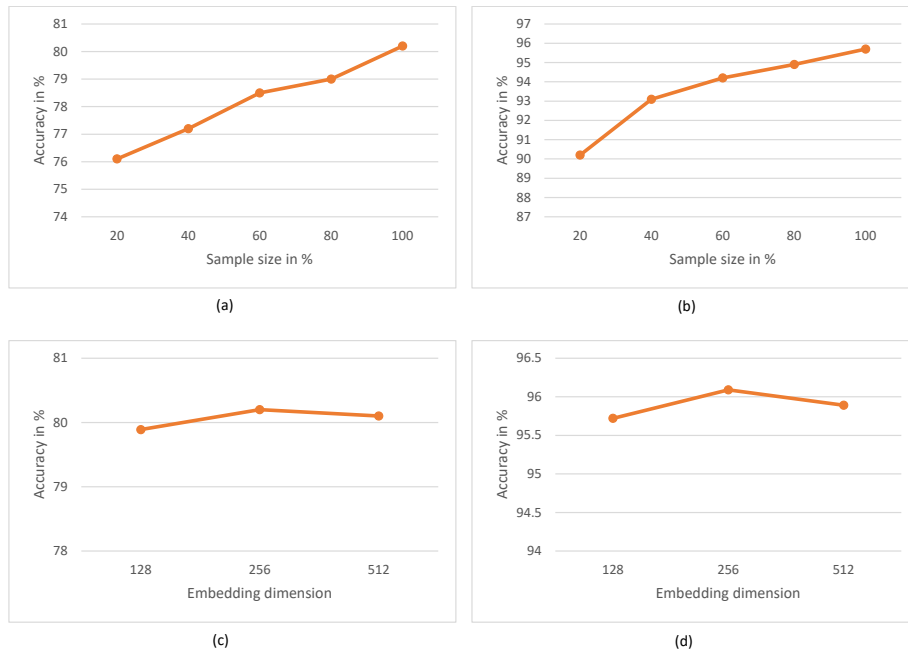 81
80
79
78
77
76
75
74
Accuracy in %
20 40 60 80 100
Sample size in %
(a)
97
96
95
94
93
92
91
90
89
88
87
Accuracy in %
20 40 60 80 100
Sample size in %
(b)
81
80
79
78
Accuracy in %
128 256 512
Embedding dimension
(c)
96.5
96
95.5
95
94.5
94
Accuracy in %
128 256 512
Embedding dimension
(d)